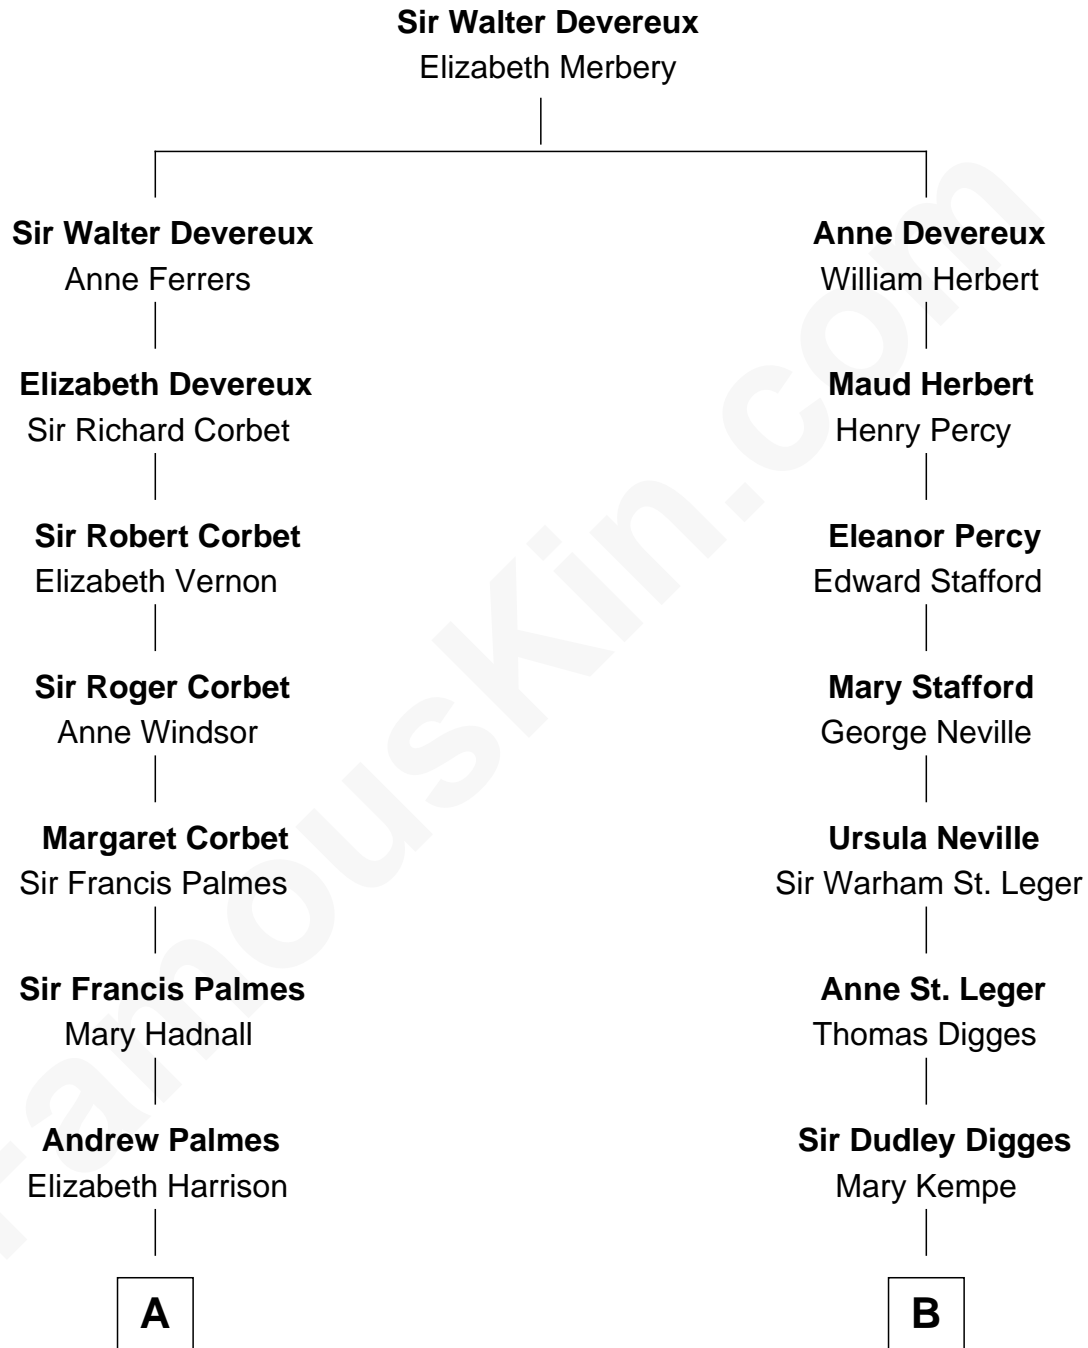 Sir Walter Devereux
Elizabeth Merbery
Sir Walter Devereux
Anne Ferrers
Anne Devereux
William Herbert
Elizabeth Devereux
Sir Richard Corbet
Maud Herbert
Henry Percy
Sir Robert Corbet
Elizabeth Vernon
Eleanor Percy
Edward Stafford
Sir Roger Corbet
Anne Windsor
Mary Stafford
George Neville
Margaret Corbet
Sir Francis Palmes
Ursula Neville
Sir Warham St. Leger
Sir Francis Palmes
Mary Hadnall
Anne St. Leger
Thomas Digges
Andrew Palmes
Elizabeth Harrison
Sir Dudley Digges
Mary Kempe
A
B
FamousKin.com